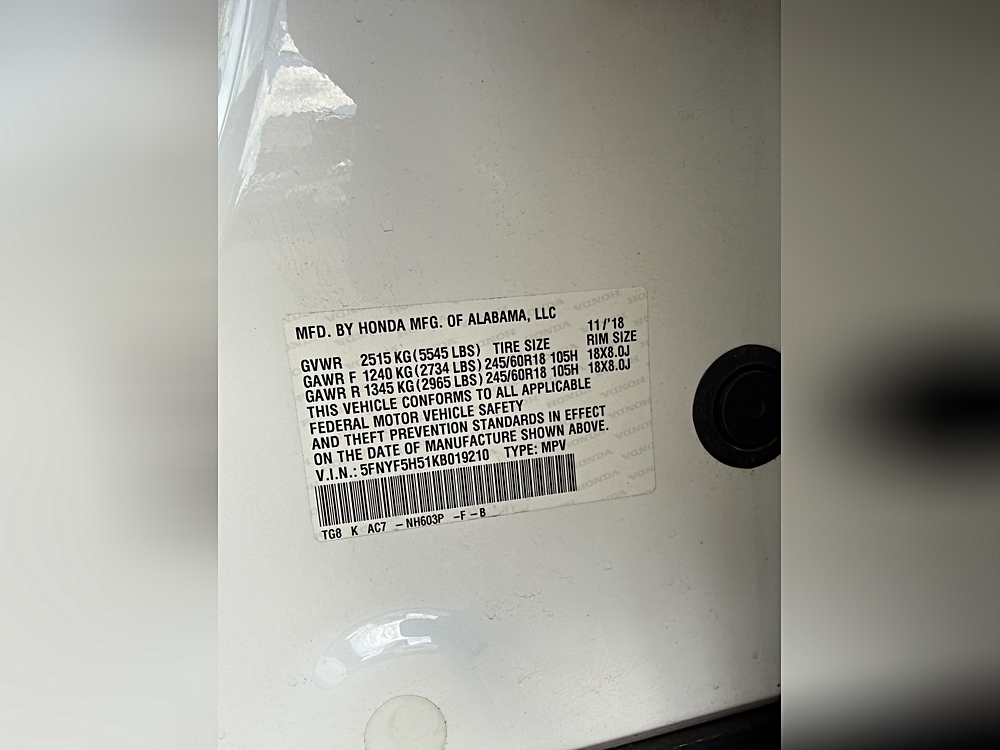 MFD. BY HONDA MFG. OF ALABAMA, LLC
11/'18
GVWR 2515 KG (5545 LBS) TIRE SIZE RIM SIZE
GAWR F 1240 KG (2734 LBS) 245/60R18 105H 18X8.0J
GAWR R 1345 KG (2965 LBS) 245/60R18 105H 18X8.0J
THIS VEHICLE CONFORMS TO ALL APPLICABLE
FEDERAL MOTOR VEHICLE SAFETY
AND THEFT PREVENTION STANDARDS IN EFFECT
ON THE DATE OF MANUFACTURE SHOWN ABOVE.
V.I.N.: 5FNYF5H51KB019210 TYPE: MPV
TG8 K AC7 -NH603P -F -B